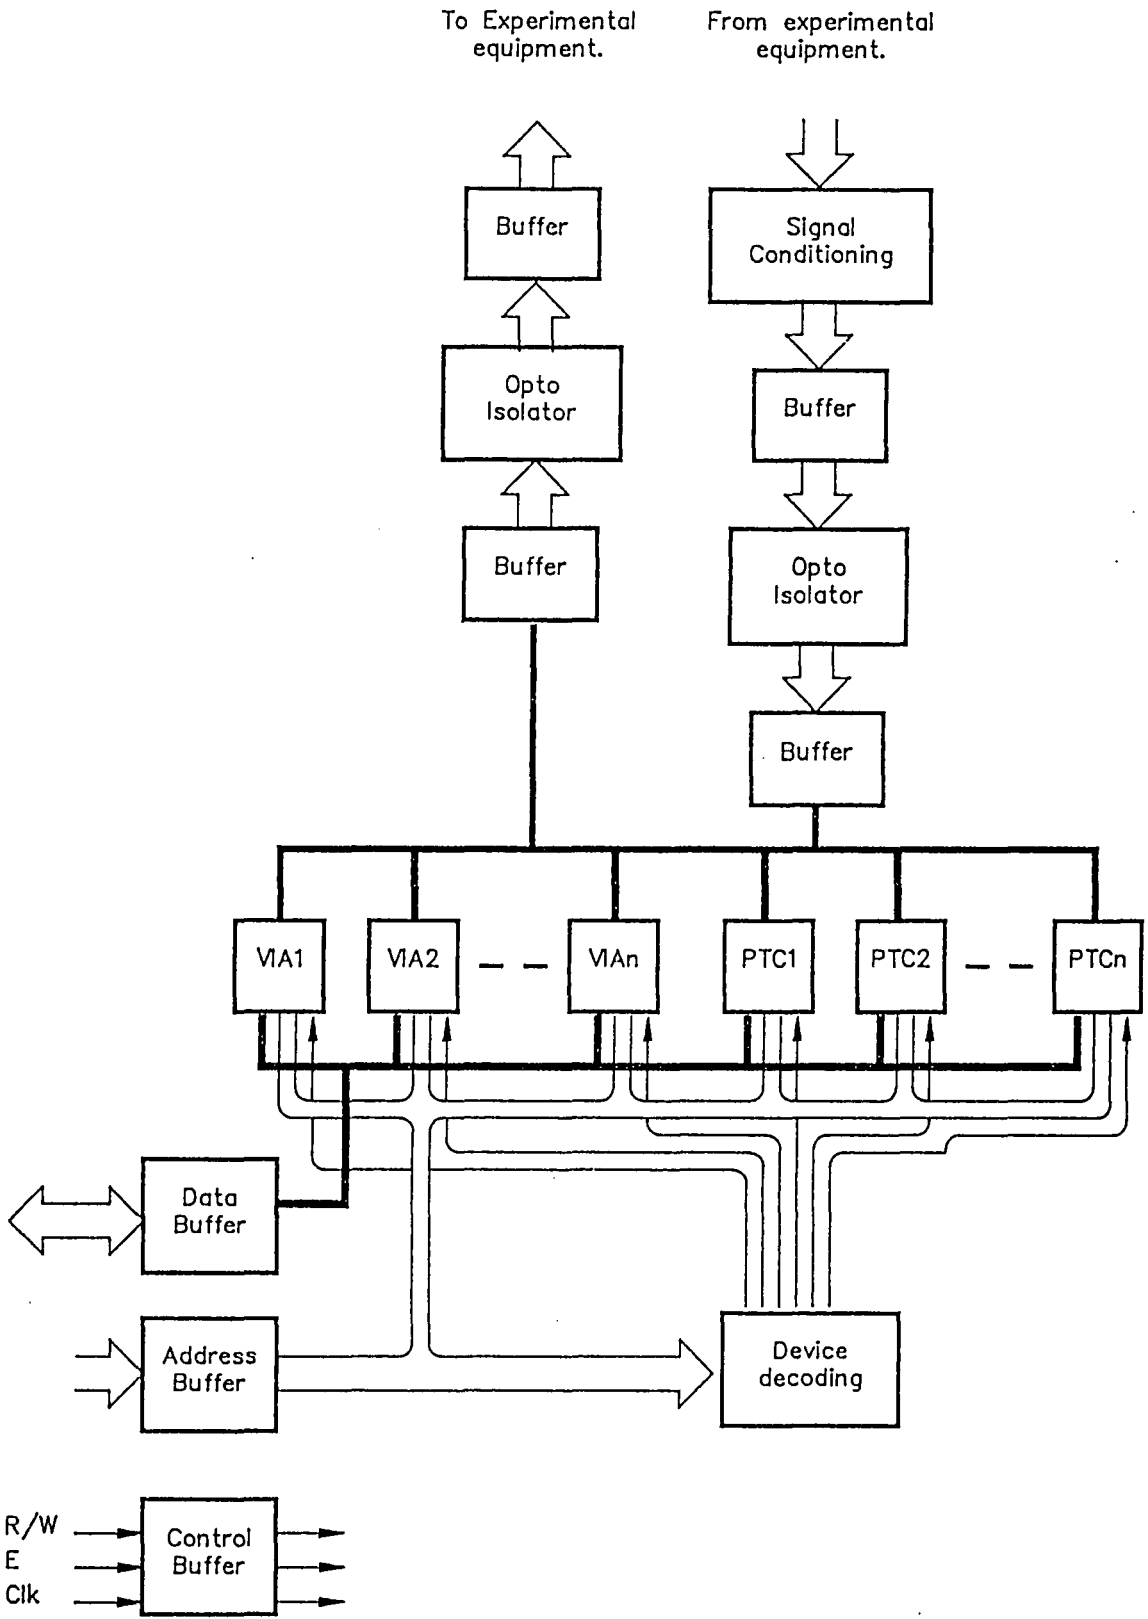 To Experimental
equipment.
From experimental
equipment.
Buffer
Signal
Conditioning
Opto
Isolator
Buffer
Buffer
Opto
Isolator
Buffer
VIA1
VIA2
VIAn
PTC1
PTC2
PTCn
Data
Buffer
Address
Buffer
Device
decoding
R/W
E
Clk
Control
Buffer